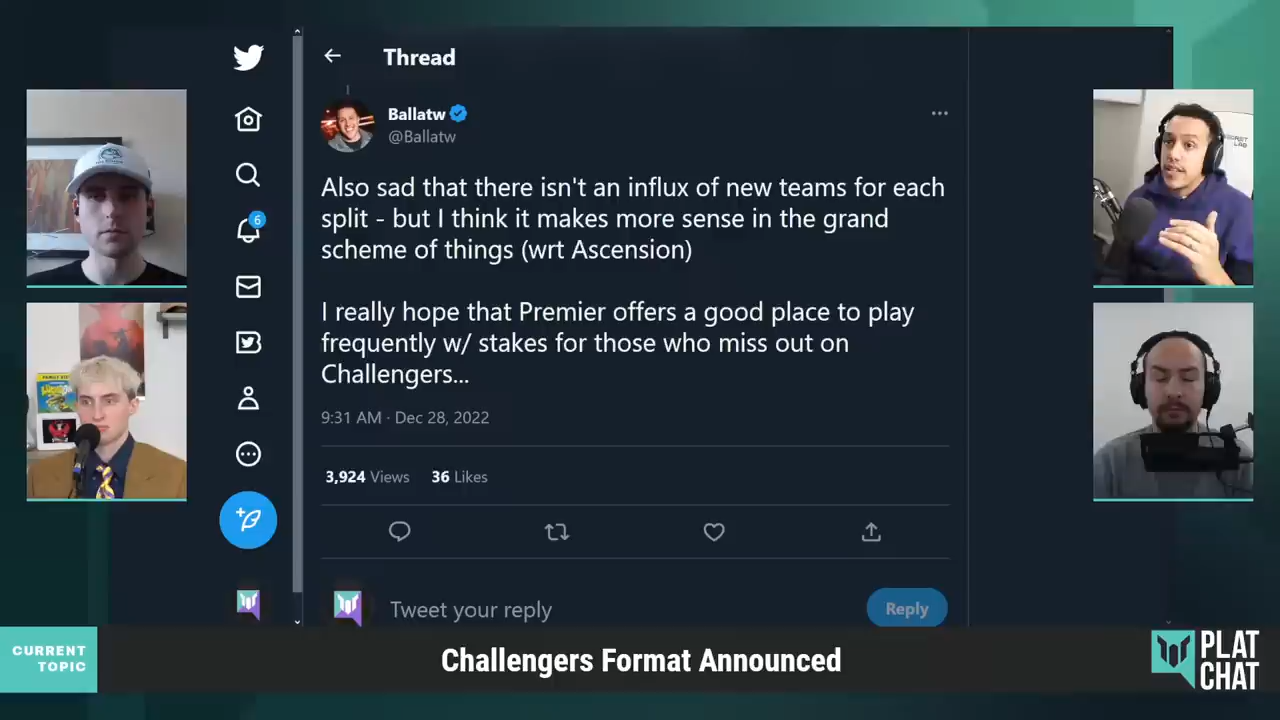 Thread
Ballatw
@Ballatw
Also sad that there isn't an influx of new teams for each
split - but I think it makes more sense in the grand
scheme of things (wrt Ascension)
I really hope that Premier offers a good place to play
frequently w/ stakes for those who miss out on
Challengers...
9:31 AM · Dec 28, 2022
3,924 Views 36 Likes
Tweet your reply
Reply
6
SECRET
LAB
CURRENT
TOPIC
Challengers Format Announced
PLAT
CHAT